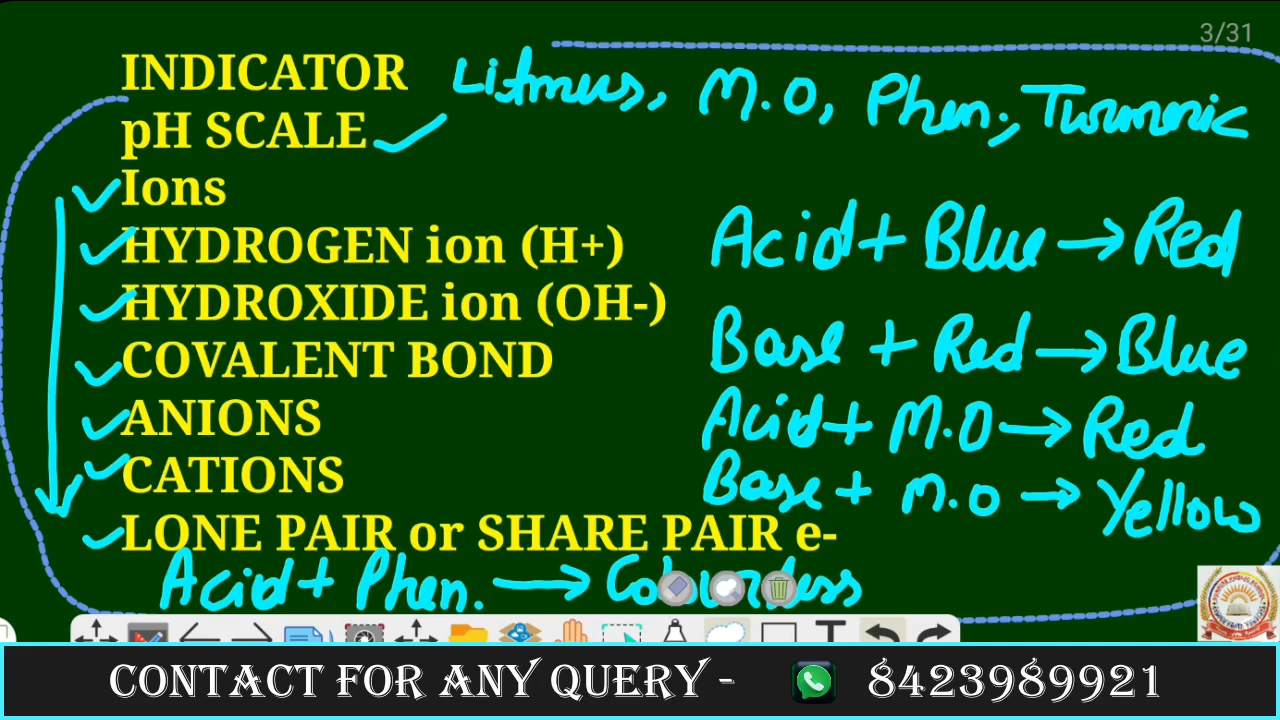 3/31
INDICATOR Litmus, M.O, Phen., Turmeric
pH SCALE
Ions
HYDROGEN ion (H+) Acid + Blue → Red
HYDROXIDE ion (OH-)
COVALENT BOND Base + Red → Blue
ANIONS Acid + M.O → Red
CATIONS
Base + M.O → Yellow
LONE PAIR or SHARE PAIR e-
Acid + Phen. → Colourless
T
CONTACT FOR ANY QUERY - 8423989921